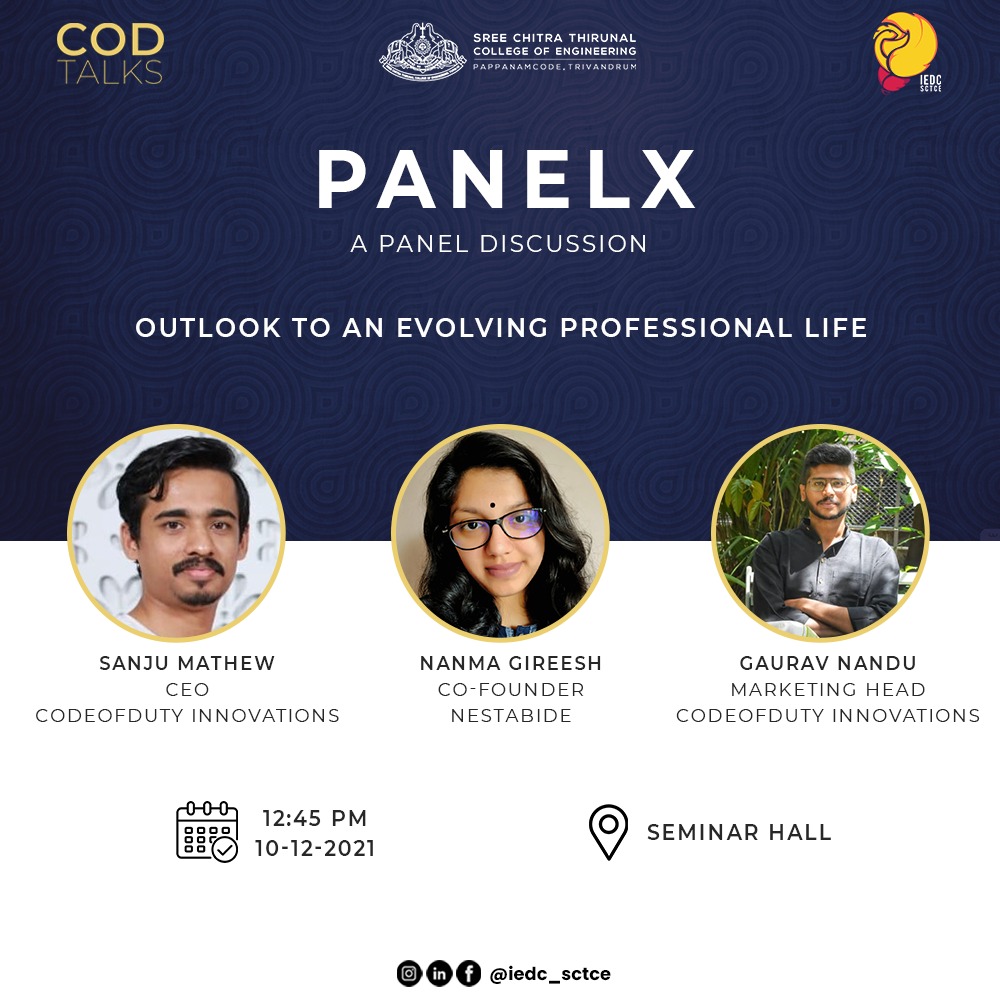 COD
TALKS
SREE CHITRA THIRUNAL
COLLEGE OF ENGINEERING
PAPPANAMCODE, TRIVANDRUM
IEDC
SCTCE
PANELX
A PANEL DISCUSSION
OUTLOOK TO AN EVOLVING PROFESSIONAL LIFE
SANJU MATHEW
CEO
CODEOFDUTY INNOVATIONS
NANMA GIREESH
CO-FOUNDER
NESTABIDE
GAURAV NANDU
MARKETING HEAD
CODEOFDUTY INNOVATIONS
12:45 PM
10-12-2021
SEMINAR HALL
@iedc_sctce